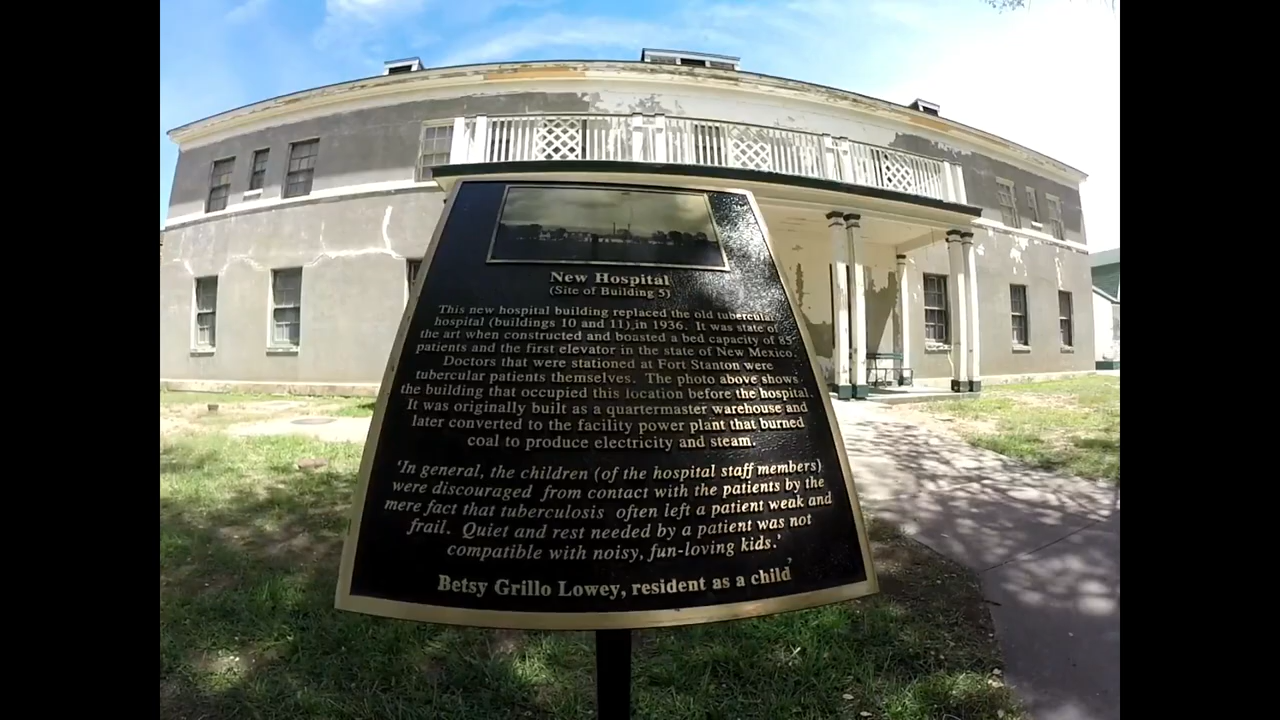 New Hospital
(Site of Building 5)
This new hospital building replaced the old tubercular
hospital (buildings 10 and 11),in 1936. It was state of
the art when constructed and boasted a bed capacity of 85
patients and the first elevator in the state of New Mexico.
Doctors that were stationed at Fort Stanton were
tubercular patients themselves. The photo above shows
the building that occupied this location before the hospital.
It was originally built as a quartermaster warehouse and
later converted to the facility power plant that burned
coal to produce electricity and steam.
'In general, the children (of the hospital staff members)
were discouraged from contact with the patients by the
mere fact that tuberculosis often left a patient weak and
frail. Quiet and rest needed by a patient was not
compatible with noisy, fun-loving kids.'
Betsy Grillo Lowey, resident as a child